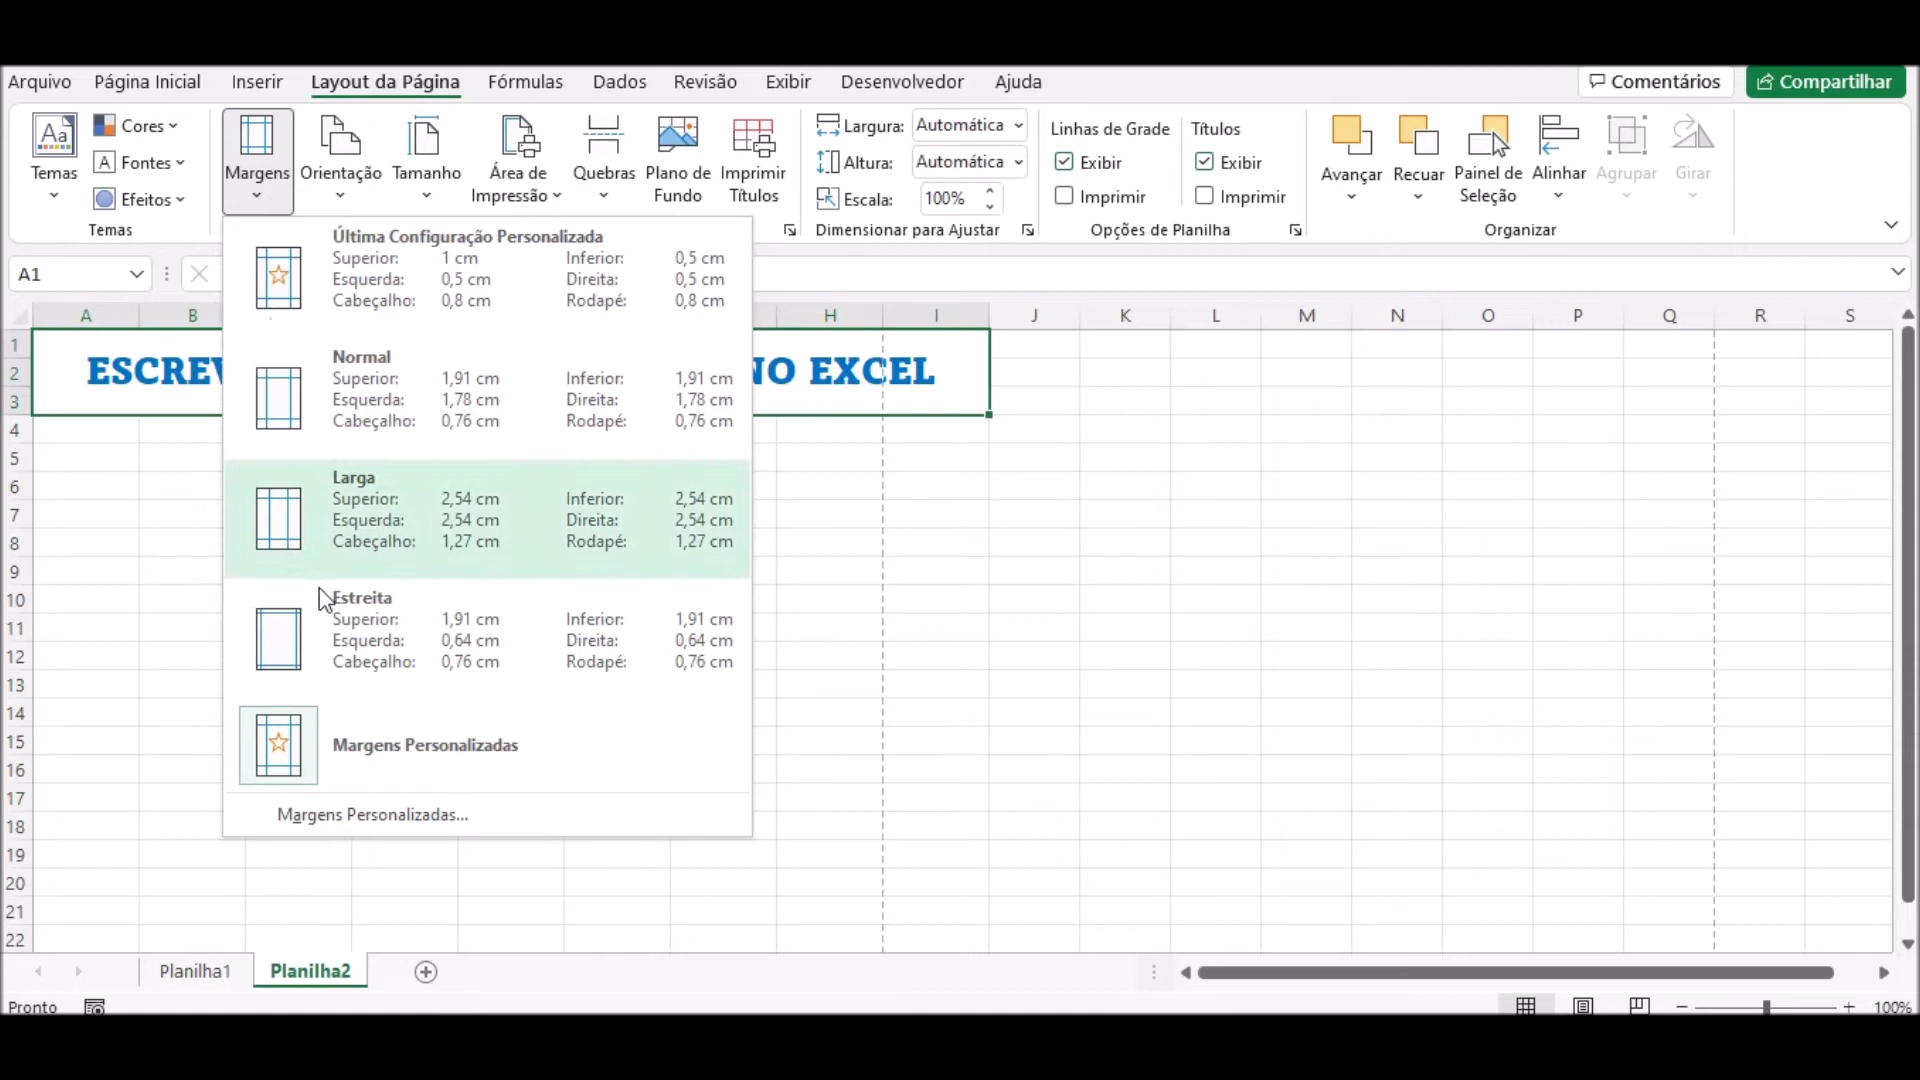 Arquivo Página Inicial Inserir Layout da Página Fórmulas Dados Revisão Exibir Desenvolvedor Ajuda Comentários Compartilhar
Temas
Cores
Fontes
Efeitos
Temas
Margens
Orientação
Tamanho
Área de
Impressão
Quebras
Plano de
Fundo
Imprimir
Títulos
Largura: Automática
Altura: Automática
Escala: 100%
Dimensionar para Ajustar
Linhas de Grade
Exibir
Imprimir
Títulos
Exibir
Imprimir
Opções de Planilha
Avançar
Recuar
Painel de
Seleção
Alinhar
Agrupar
Girar
Organizar
A1
Última Configuração Personalizada
Superior: 1 cm Inferior: 0,5 cm
Esquerda: 0,5 cm Direita: 0,5 cm
Cabeçalho: 0,8 cm Rodapé: 0,8 cm
Normal
Superior: 1,91 cm Inferior: 1,91 cm
Esquerda: 1,78 cm Direita: 1,78 cm
Cabeçalho: 0,76 cm Rodapé: 0,76 cm
Larga
Superior: 2,54 cm Inferior: 2,54 cm
Esquerda: 2,54 cm Direita: 2,54 cm
Cabeçalho: 1,27 cm Rodapé: 1,27 cm
Estreita
Superior: 1,91 cm Inferior: 1,91 cm
Esquerda: 0,64 cm Direita: 0,64 cm
Cabeçalho: 0,76 cm Rodapé: 0,76 cm
Margens Personalizadas
Margens Personalizadas...
A B H I J K L M N O P Q R S
1
2
3
4
5
6
7
8
9
10
11
12
13
14
15
16
17
18
19
20
21
22
EXCEL
Planilha1 Planilha2
Pronto
100%